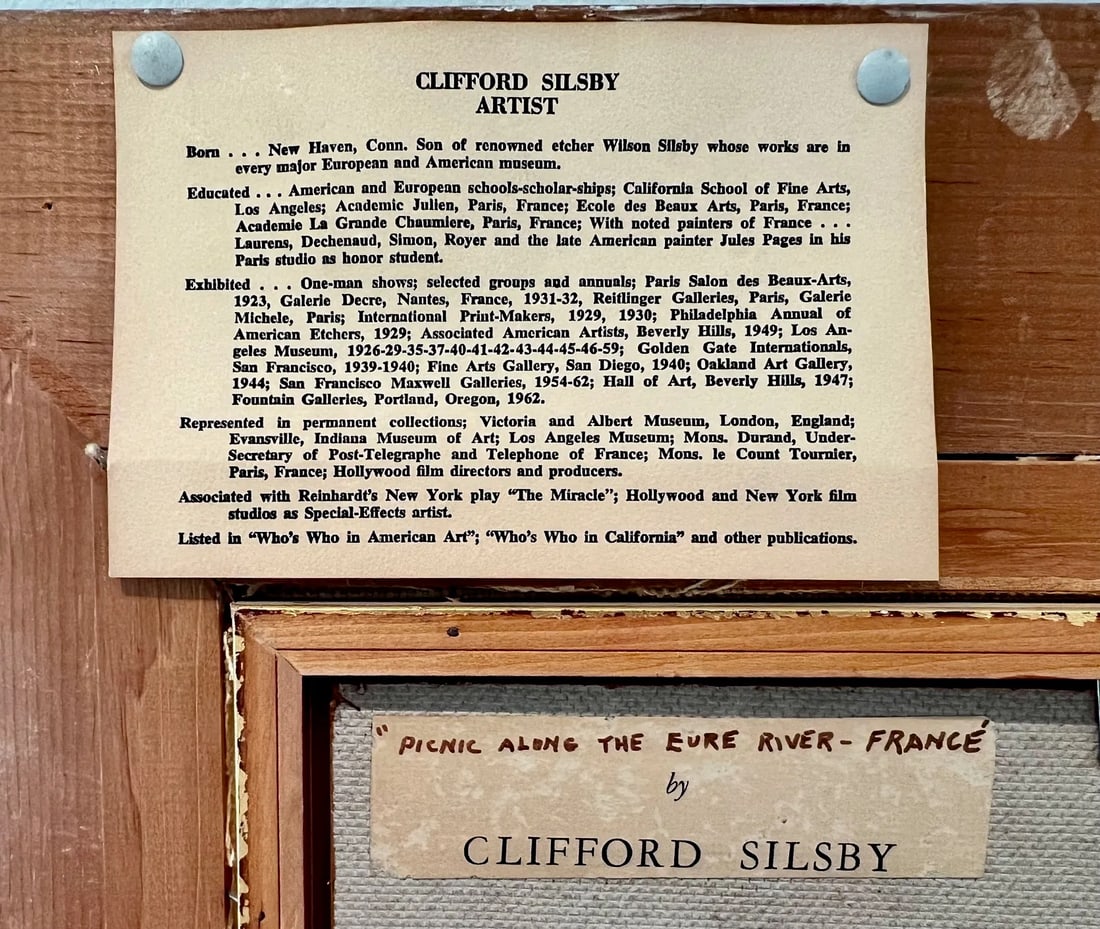 CLIFFORD SILSBY
ARTIST
Born . . . New Haven, Conn. Son of renowned etcher Wilson Silsby whose works are in
every major European and American museum.
Educated . . . American and European schools-scholar-ships; California School of Fine Arts,
Los Angeles; Academic Julien, Paris, France; Ecole des Beaux Arts, Paris, France;
Academie La Grande Chaumiere, Paris, France; With noted painters of France . . .
Laurens, Dechenaud, Simon, Royer and the late American painter Jules Pages in his
Paris studio as honor student.
Exhibited . . . One-man shows; selected groups and annuals; Paris Salon des Beaux-Arts,
1923, Galerie Decre, Nantes, France, 1931-32, Reitlinger Galleries, Paris, Galerie
Michele, Paris; International Print-Makers, 1929, 1930; Philadelphia Annual of
American Etchers, 1929; Associated American Artists, Beverly Hills, 1949; Los An-
geles Museum, 1926-29-35-37-40-41-42-43-44-45-46-59; Golden Gate Internationals,
San Francisco, 1939-1940; Fine Arts Gallery, San Diego, 1940; Oakland Art Gallery,
1944; San Francisco Maxwell Galleries, 1954-62; Hall of Art, Beverly Hills, 1947;
Fountain Galleries, Portland, Oregon, 1962.
Represented in permanent collections; Victoria and Albert Museum, London, England;
Evansville, Indiana Museum of Art; Los Angeles Museum; Mons. Durand, Under-
Secretary of Post-Telegraphe and Telephone of France; Mons. le Count Tournier,
Paris, France; Hollywood film directors and producers.
Associated with Reinhardt's New York play "The Miracle"; Hollywood and New York film
studios as Special-Effects artist.
Listed in "Who's Who in American Art"; "Who's Who in California" and other publications.
"PICNIC ALONG THE EURE RIVER - FRANCE"
by
CLIFFORD SILSBY